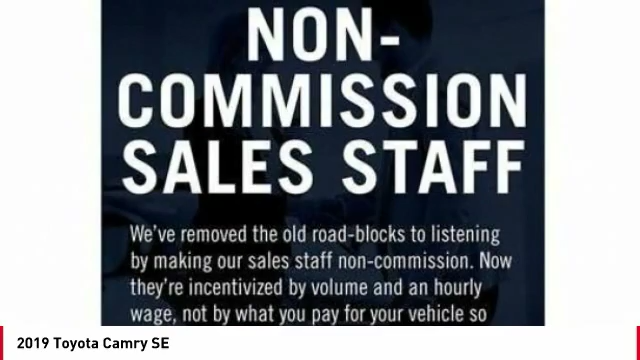 NON-
COMMISSION
SALES STAFF
We've removed the old road-blocks to listening
by making our sales staff non-commission. Now
they're incentivized by volume and an hourly
wage, not by what you pay for your vehicle so
2019 Toyota Camry SE